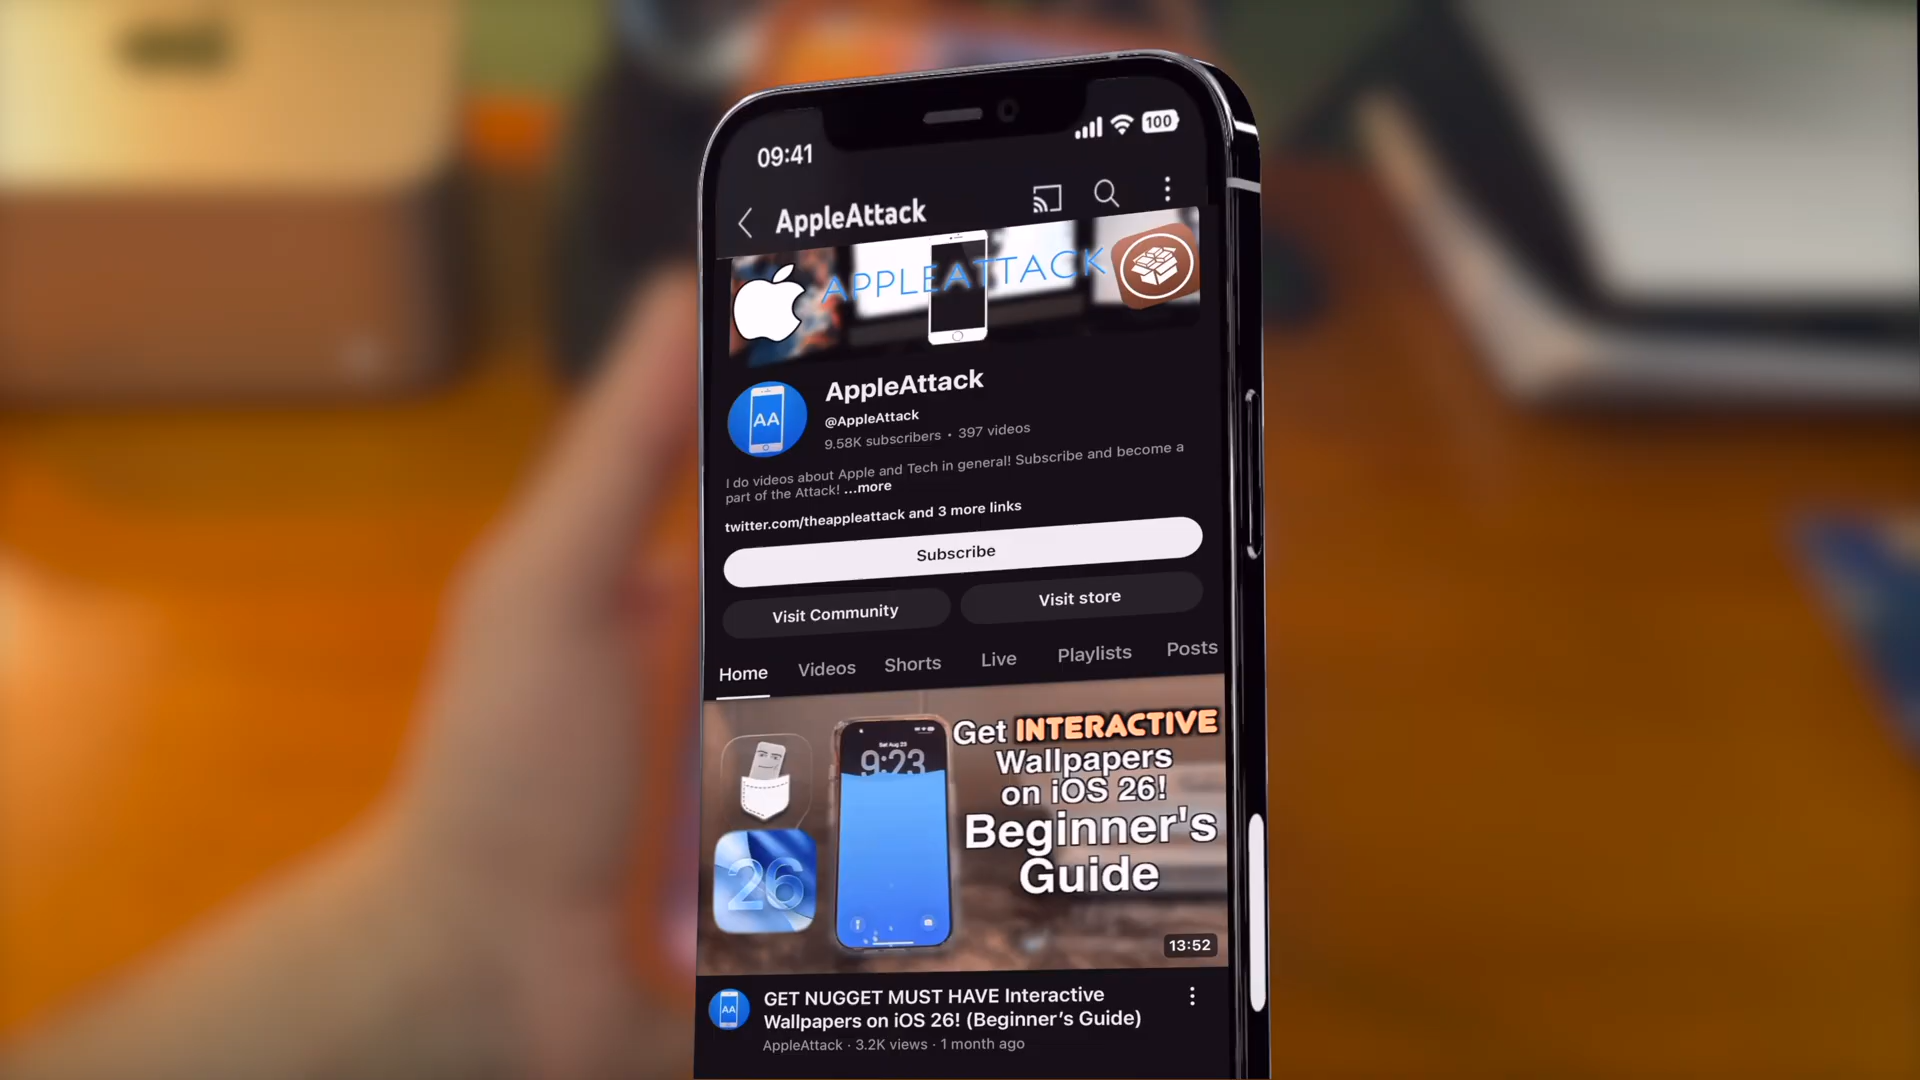 09:41
100
AppleAttack
APPLEATTACK
AA
AppleAttack
@AppleAttack
9.58K subscribers • 397 videos
I do videos about Apple and Tech in general! Subscribe and become a
part of the Attack! ...more
twitter.com/theappleattack and 3 more links
Subscribe
Visit Community
Visit store
Home
Videos
Shorts
Live
Playlists
Posts
Sat Aug 23
9:23
26
Get INTERACTIVE
Wallpapers
on iOS 26!
Beginner's
Guide
13:52
AA
GET NUGGET MUST HAVE Interactive
Wallpapers on iOS 26! (Beginner’s Guide)
AppleAttack · 3.2K views · 1 month ago